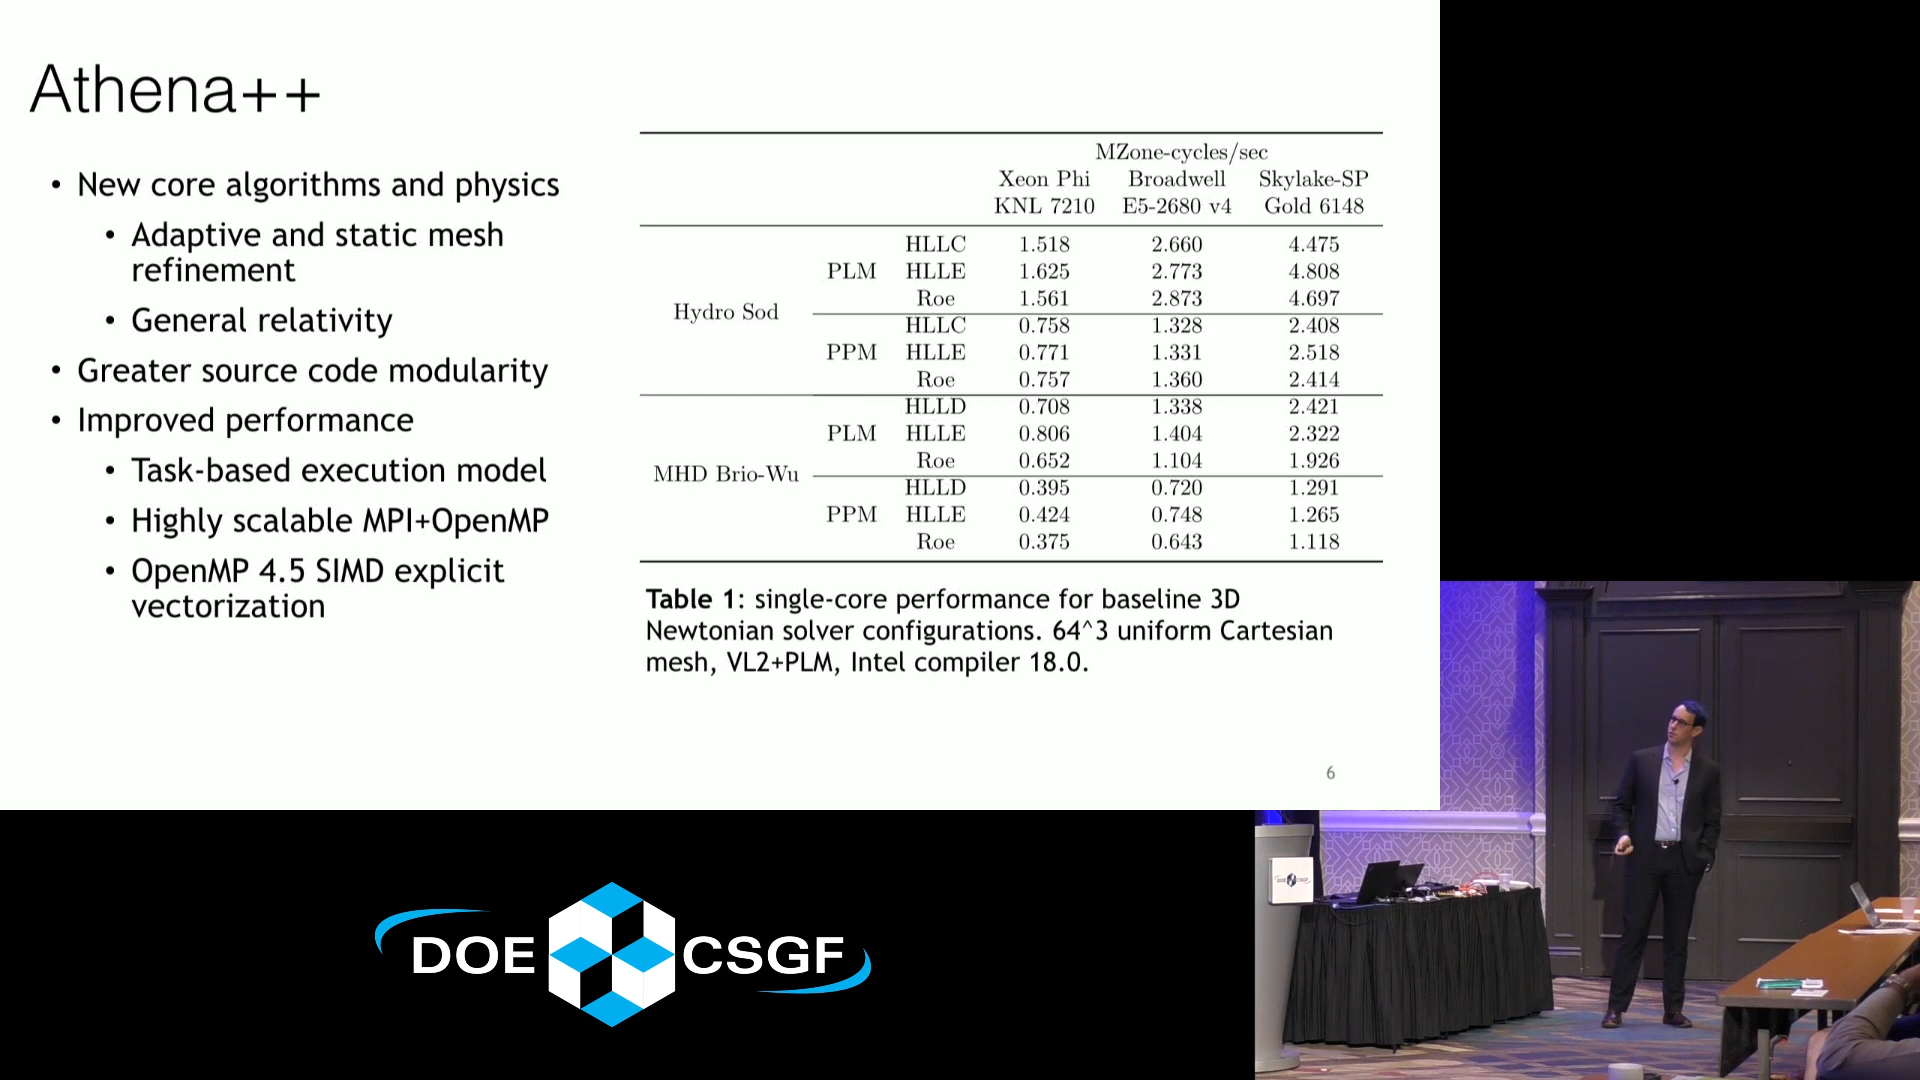 Athena++
• New core algorithms and physics
• Adaptive and static mesh
refinement
• General relativity
• Greater source code modularity
• Improved performance
• Task-based execution model
• Highly scalable MPI+OpenMP
• OpenMP 4.5 SIMD explicit
vectorization
MZone-cycles/sec
Xeon Phi Broadwell Skylake-SP
KNL 7210 E5-2680 v4 Gold 6148
HLLC 1.518 2.660 4.475
PLM HLLE 1.625 2.773 4.808
Roe 1.561 2.873 4.697
Hydro Sod
HLLC 0.758 1.328 2.408
PPM HLLE 0.771 1.331 2.518
Roe 0.757 1.360 2.414
HLLD 0.708 1.338 2.421
PLM HLLE 0.806 1.404 2.322
Roe 0.652 1.104 1.926
MHD Brio-Wu
HLLD 0.395 0.720 1.291
PPM HLLE 0.424 0.748 1.265
Roe 0.375 0.643 1.118
Table 1: single-core performance for baseline 3D
Newtonian solver configurations. 64^3 uniform Cartesian
mesh, VL2+PLM, Intel compiler 18.0.
6
DOE CSGF
DOE CSGF